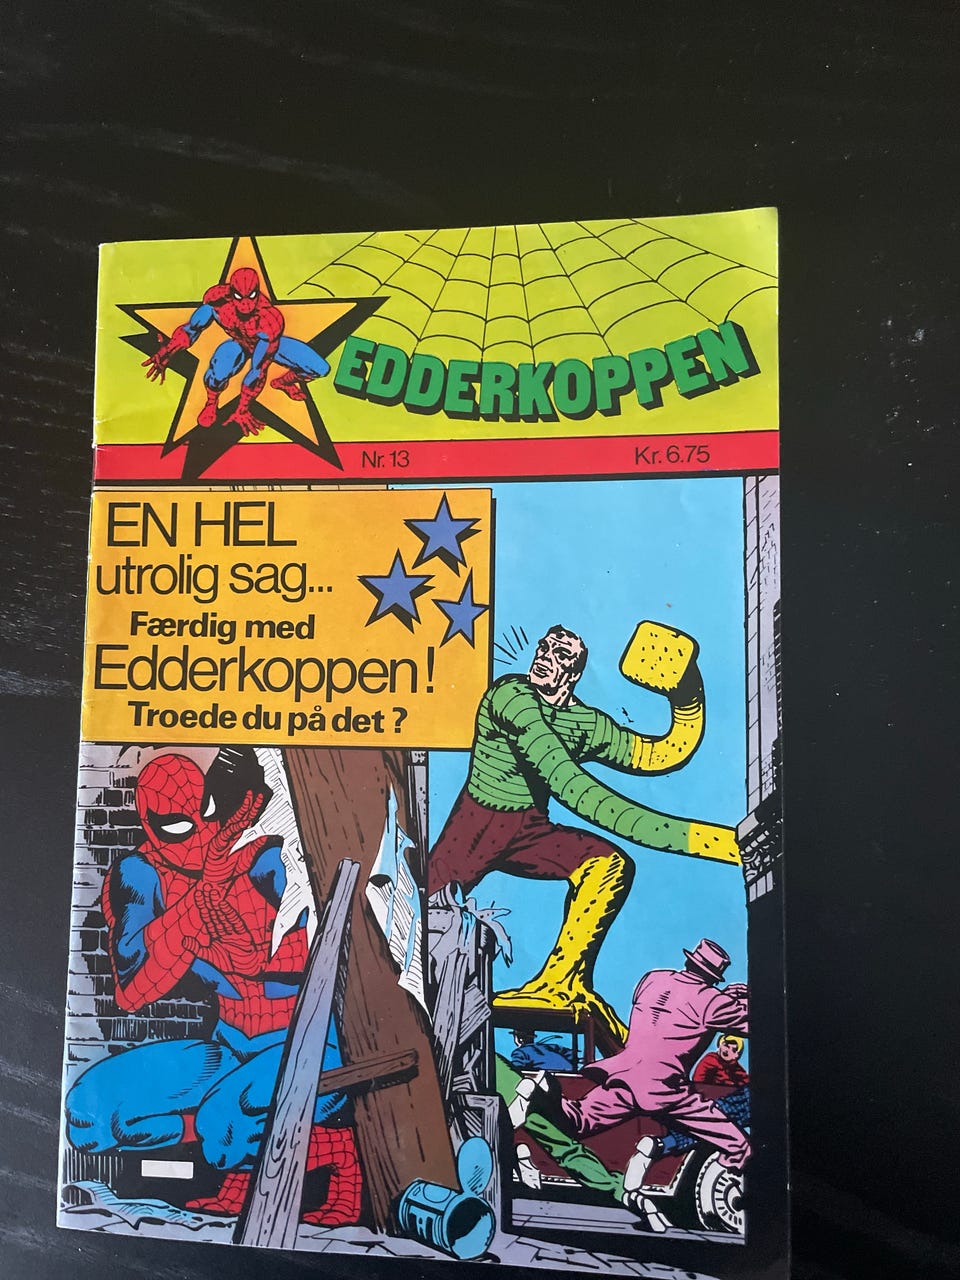 EDDERKOPPEN
Nr. 13 Kr. 6.75
EN HEL
utrolig sag...
Færdig med
Edderkoppen!
Troede du på det?